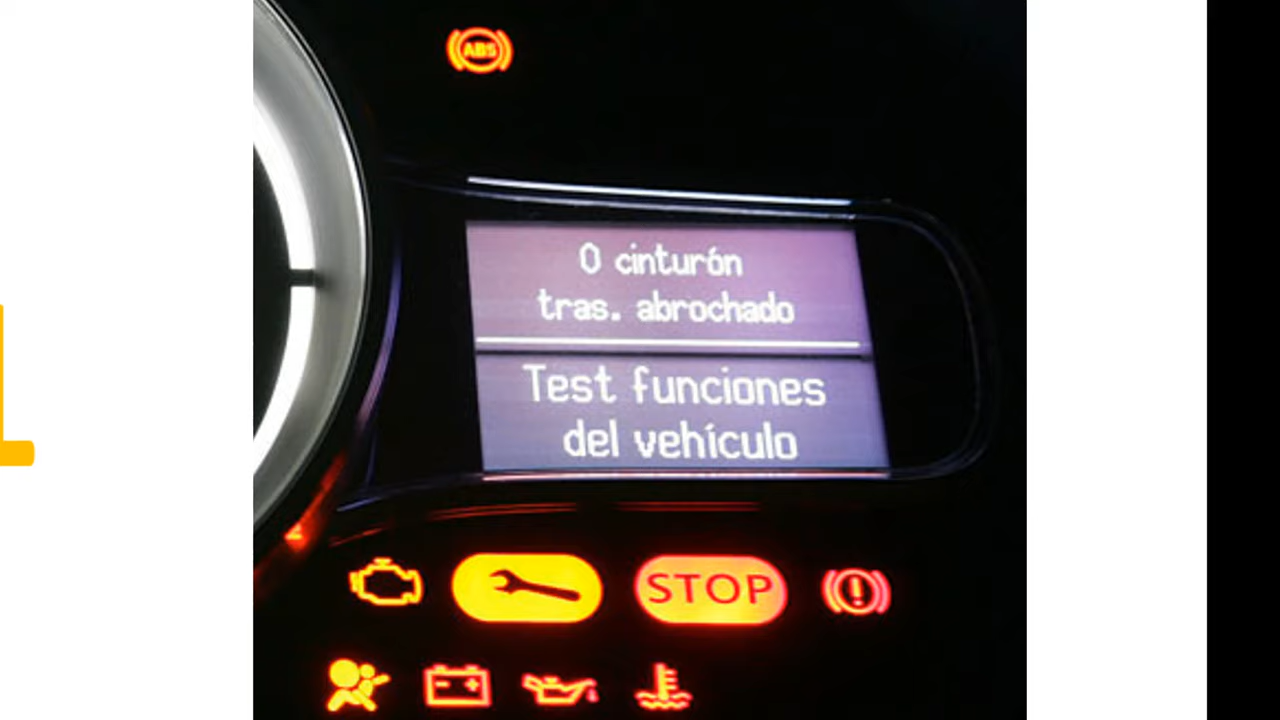 ABS
0 cinturón
tras. abrochado
Test funciones
del vehículo
STOP